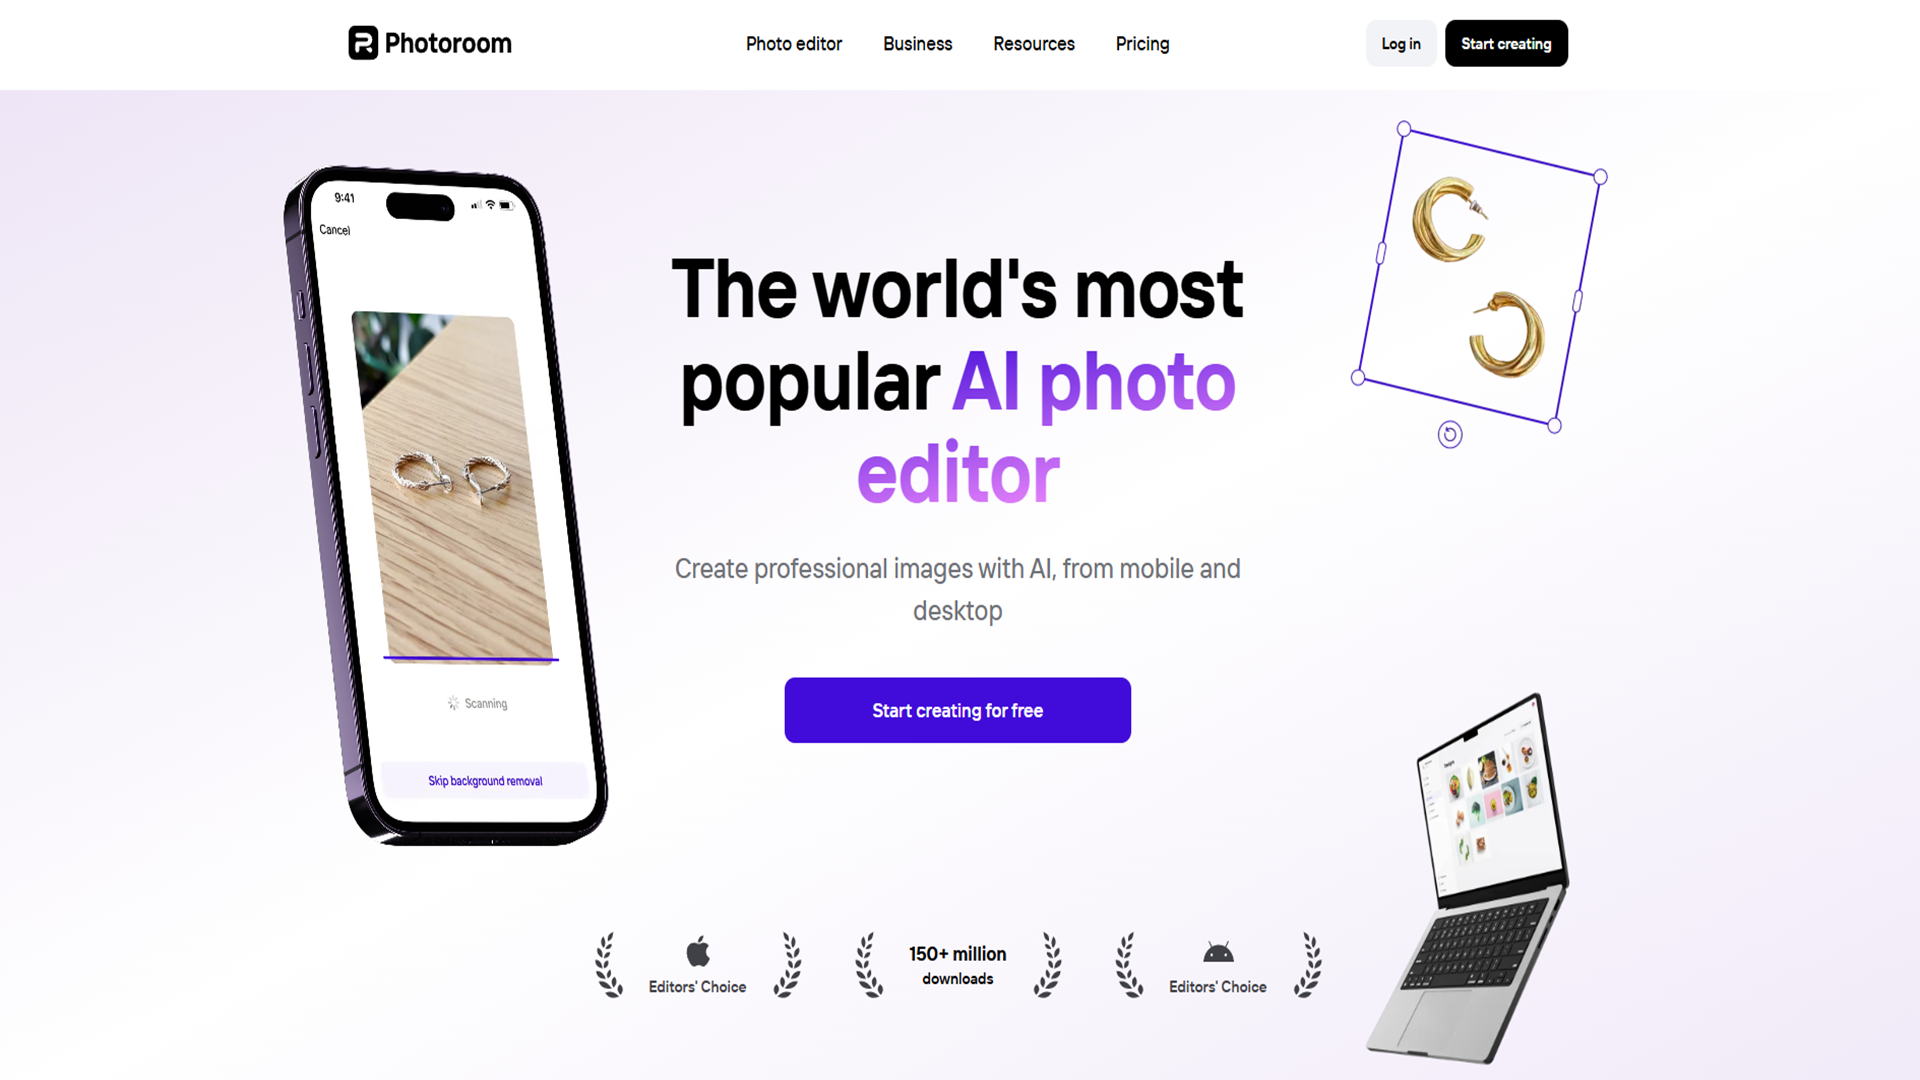 Photoroom
Photo editor
Business
Resources
Pricing
Log in
Start creating
9:41
Cancel
Scanning
Skip background removal
The world's most
popular AI photo
editor
Create professional images with AI, from mobile and
desktop
Start creating for free
Editors' Choice
150+ million
downloads
Editors' Choice